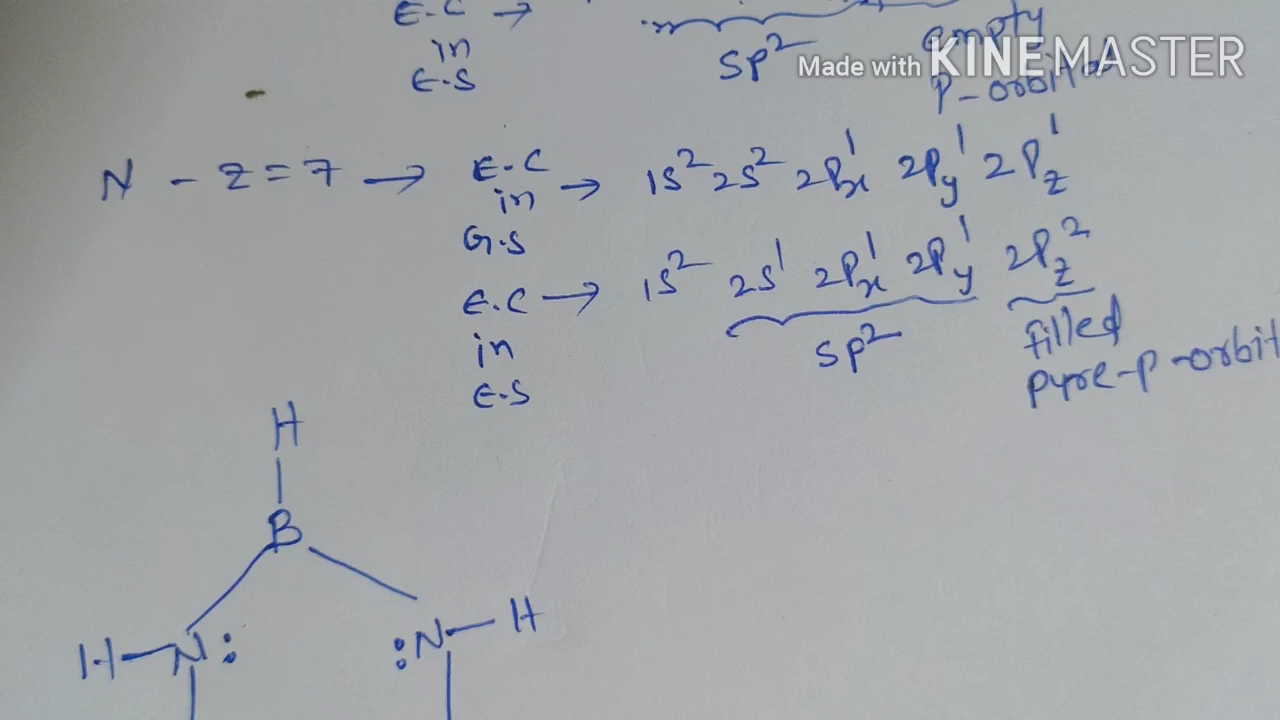 E.C →
in
E.S
sp²
empty
p-orbital
Made with KINEMASTER
N - Z = 7 → E.C in G.S → 1s² 2s² 2Px¹ 2Py¹ 2Pz¹
E.C in E.S → 1s² 2s¹ 2Px¹ 2Py¹ 2Pz²
sp²
filled
pure-p-orbit
H
B
H-N:
:N-H